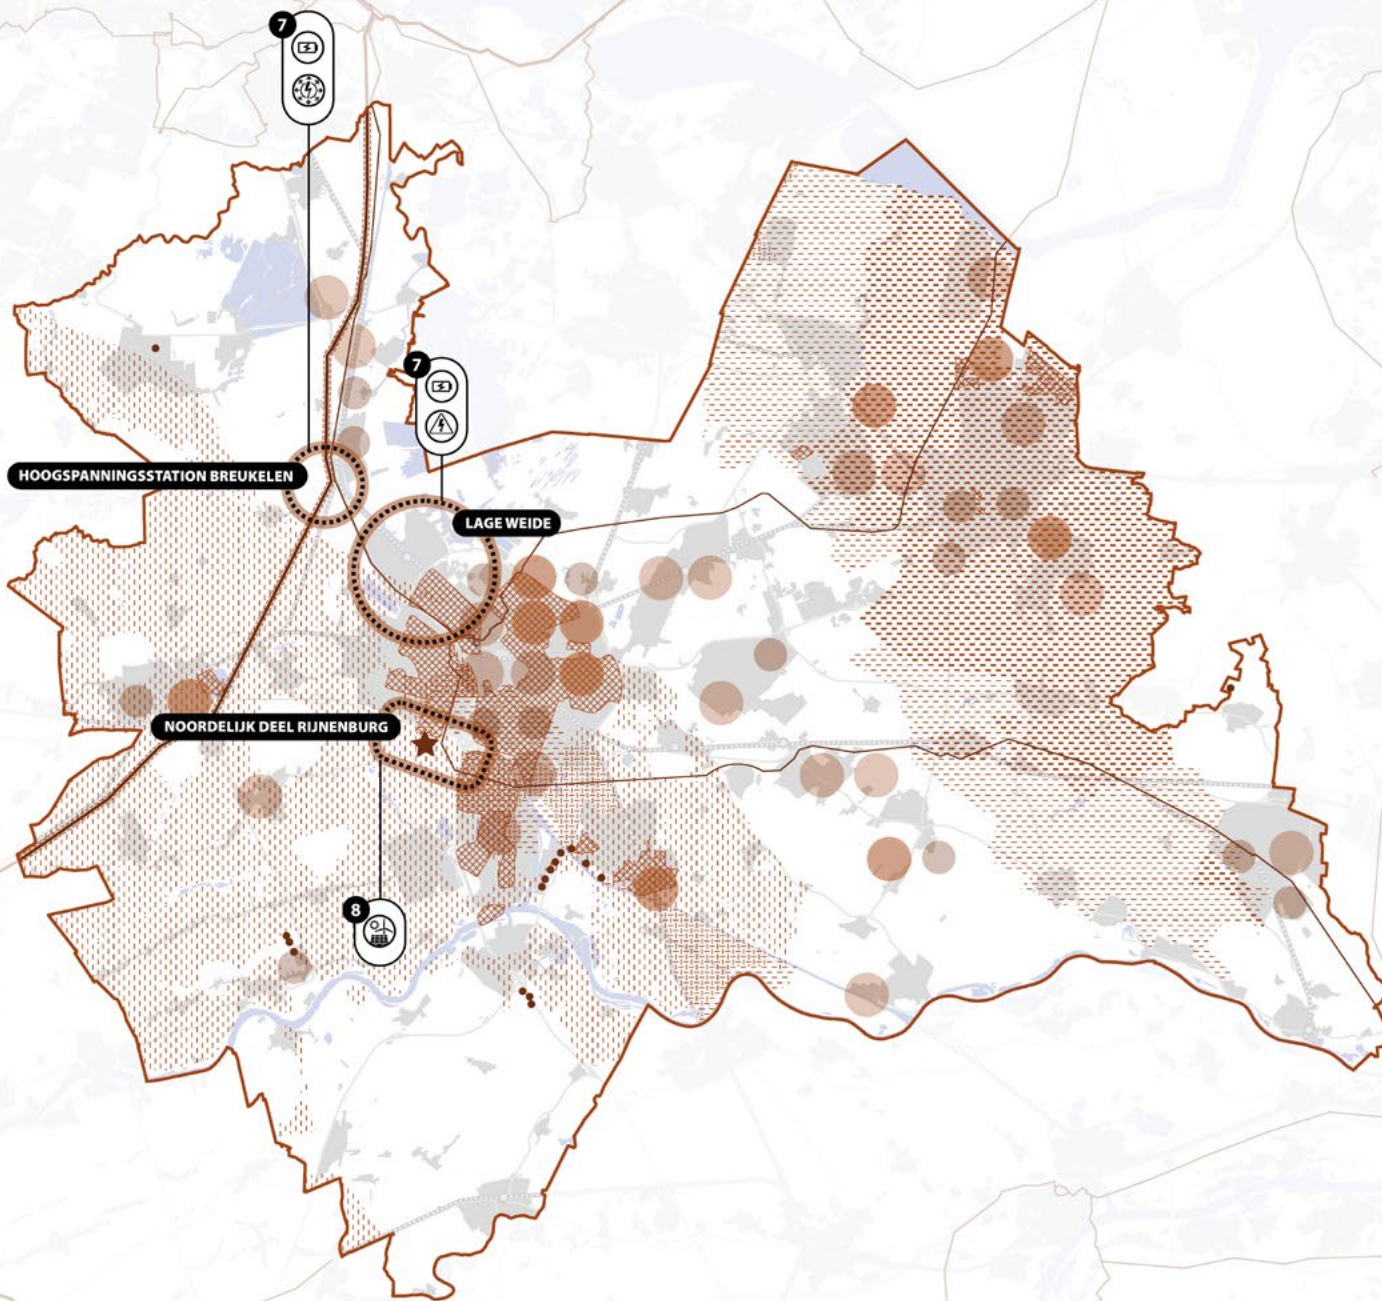 7
7
HOOGSPANNINGSSTATION BREUKELEN
LAGE WEIDE
NOORDELIJK DEEL RIJNENBURG
8